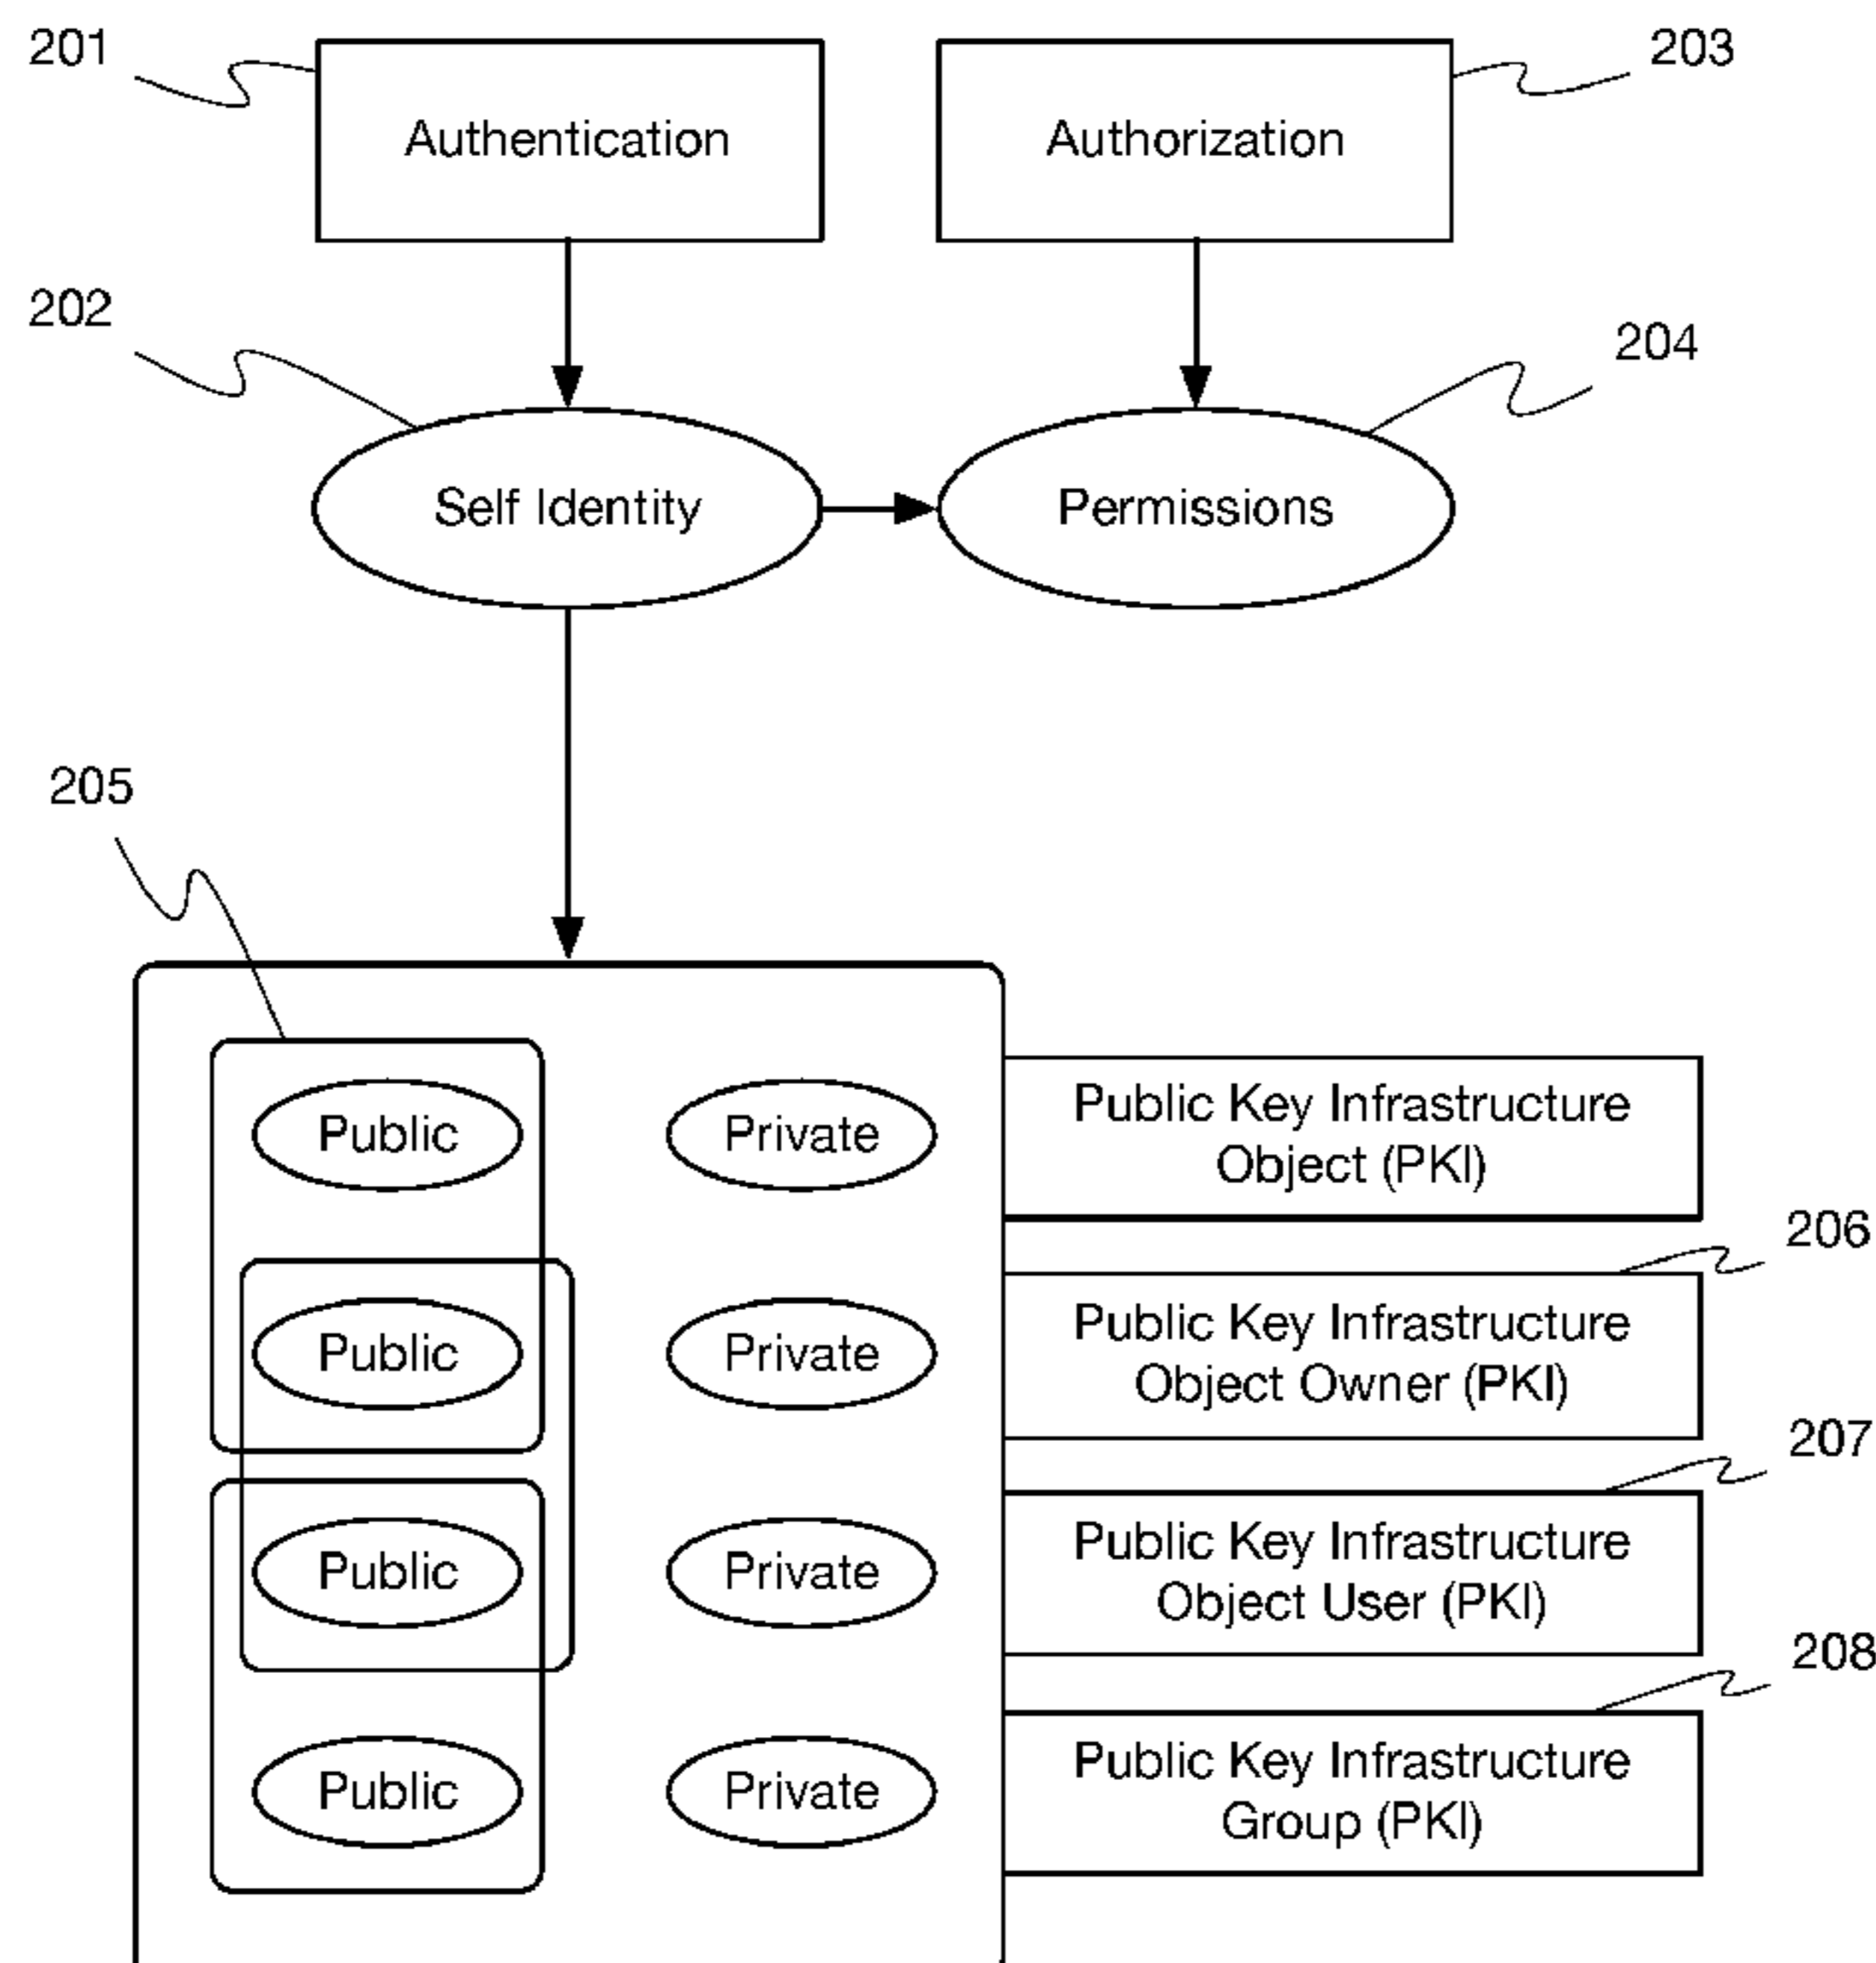 201
Authentication
Authorization
203
202
Self Identity
Permissions
204
205
Public
Private
Public Key Infrastructure
Object (PKI)
206
Public
Private
Public Key Infrastructure
Object Owner (PKI)
207
Public
Private
Public Key Infrastructure
Object User (PKI)
208
Public
Private
Public Key Infrastructure
Group (PKI)